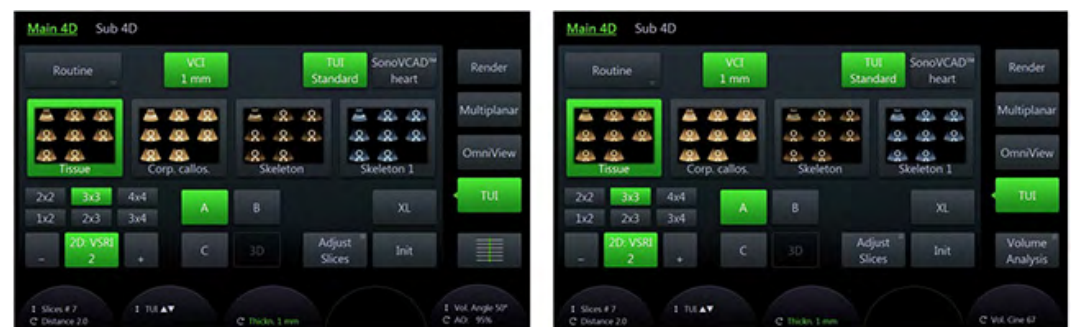 Main 4D Sub 4D
Routine
VCI
1 mm
TUI
Standard
SonoVCAD™
heart
Render
Multiplanar
OmniView
TUI
Tissue
Corp. callos.
Skeleton
Skeleton 1
2x2 3x3 4x4
1x2 2x3 3x4
A B
XL
- 2D: VSRI
2 +
C 3D
Adjust
Slices
Init
Slices # 7
Distance 2.0
TUI ▲▼
Thickn. 1 mm
Vol. Angle 50°
AO: 95%
Main 4D Sub 4D
Routine
VCI
1 mm
TUI
Standard
SonoVCAD™
heart
Render
Multiplanar
OmniView
TUI
Tissue
Corp. callos.
Skeleton
Skeleton 1
2x2 3x3 4x4
1x2 2x3 3x4
A B
XL
- 2D: VSRI
2 +
C 3D
Adjust
Slices
Init
Volume
Analysis
Slices # 7
Distance 2.0
TUI ▲▼
Thickn. 1 mm
Vol. Cine 67